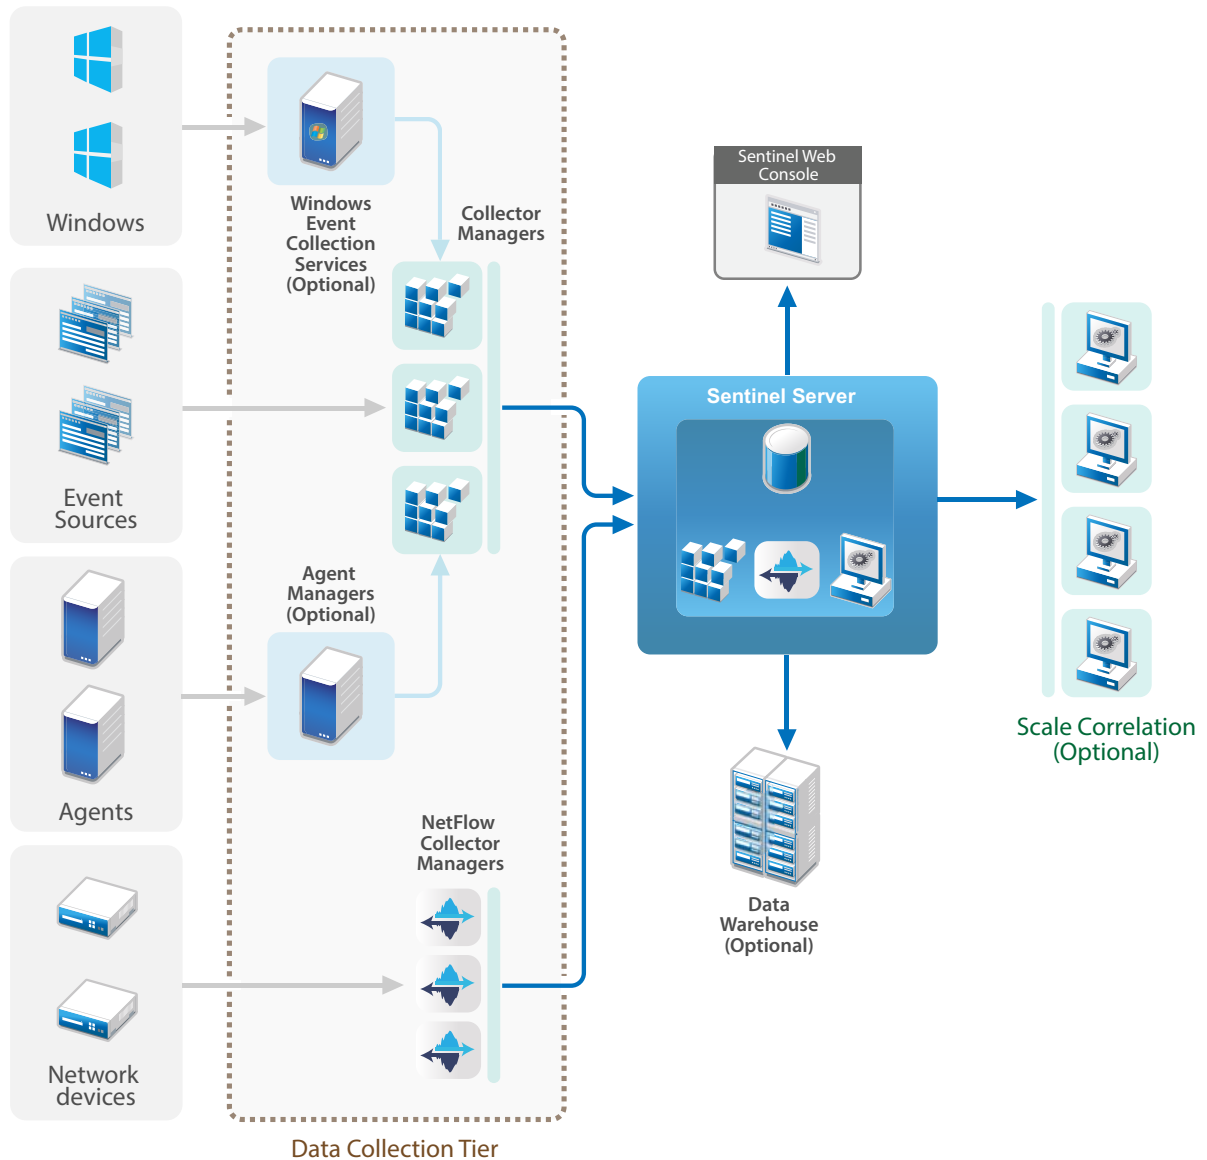 Windows
Event
Sources
Agents
Network
devices
Windows
Event
Collection
Services
(Optional)
Collector
Managers
Agent
Managers
(Optional)
NetFlow
Collector
Managers
Data Collection Tier
Sentinel Web
Console
Sentinel Server
Data
Warehouse
(Optional)
Scale Correlation
(Optional)